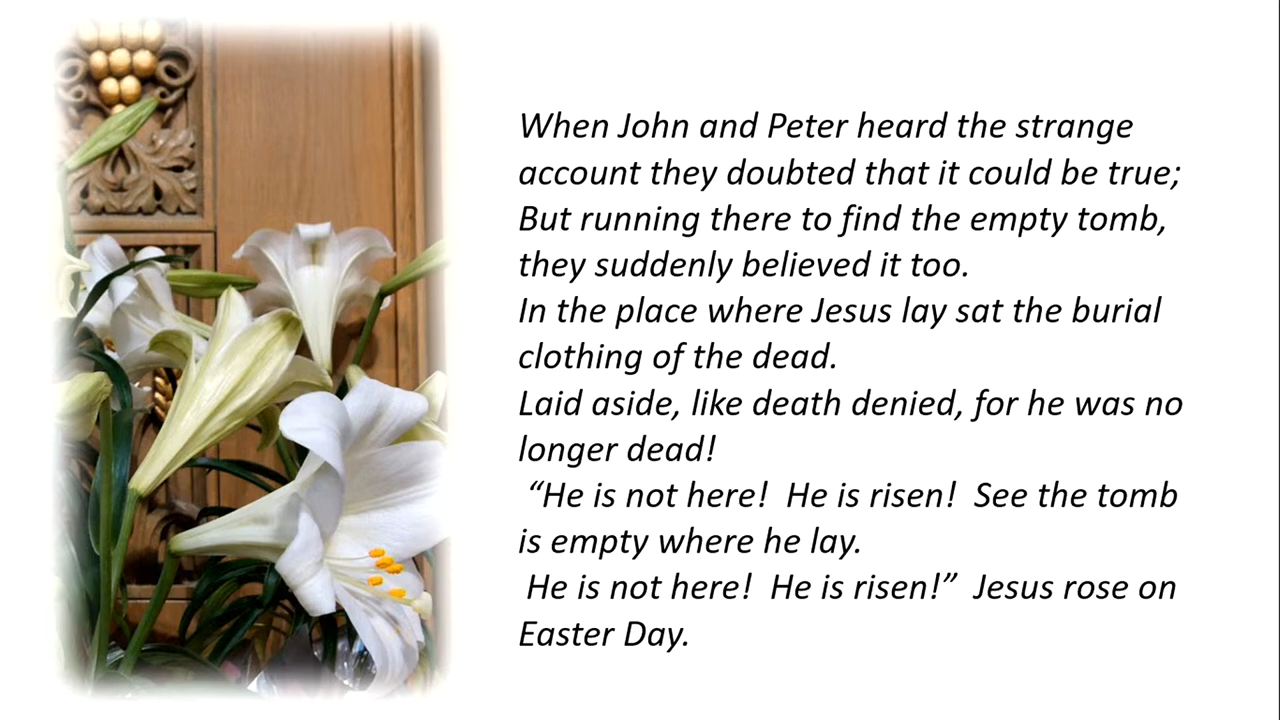 When John and Peter heard the strange
account they doubted that it could be true;
But running there to find the empty tomb,
they suddenly believed it too.
In the place where Jesus lay sat the burial
clothing of the dead.
Laid aside, like death denied, for he was no
longer dead!
“He is not here!  He is risen!  See the tomb
is empty where he lay.
He is not here!  He is risen!”  Jesus rose on
Easter Day.